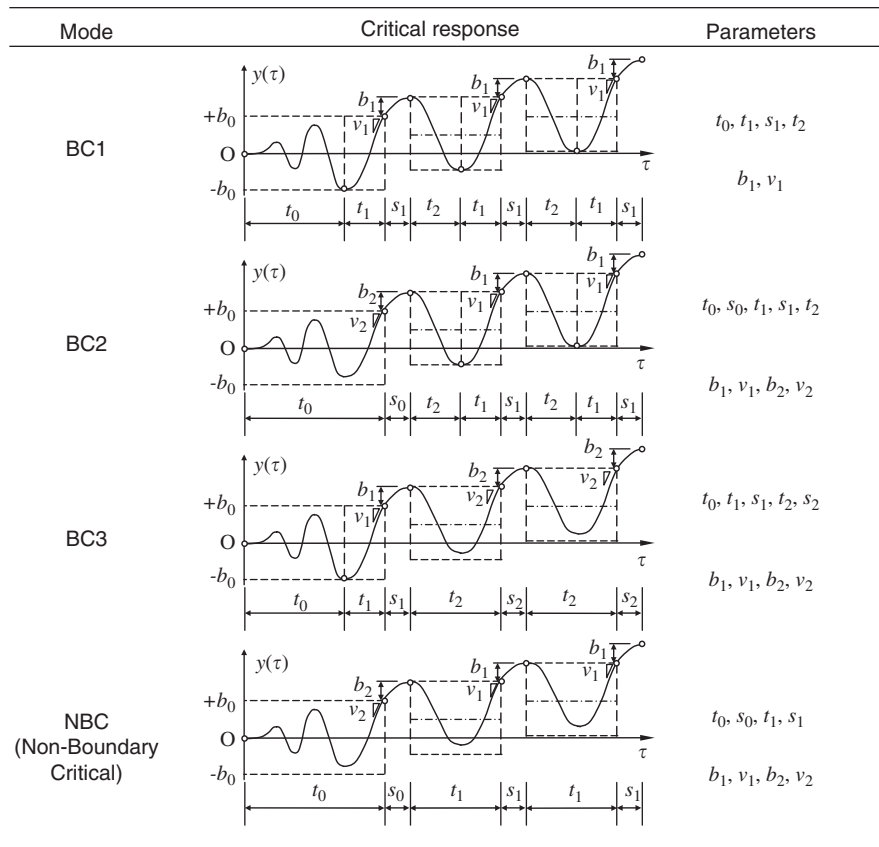 Mode Critical response Parameters
y(τ)
b₁
b₁
b₁
v₁
v₁
v₁
+b₀
O
-b₀
τ
BC1
t₀, t₁, s₁, t₂
b₁, v₁
t₀ t₁ s₁ t₂ t₁ s₁ t₂ t₁ s₁
y(τ)
b₂
b₁
b₁
v₂
v₁
v₁
+b₀
O
-b₀
τ
BC2
t₀, s₀, t₁, s₁, t₂
b₁, v₁, b₂, v₂
t₀ s₀ t₂ t₁ s₁ t₂ t₁ s₁
y(τ)
b₁
b₂
b₂
v₁
v₂
v₂
+b₀
O
-b₀
τ
BC3
t₀, t₁, s₁, t₂, s₂
b₁, v₁, b₂, v₂
t₀ t₁ s₁ t₂ s₂ t₂ s₂
y(τ)
b₂
b₁
b₁
v₂
v₁
v₁
+b₀
O
-b₀
τ
NBC
(Non-Boundary
Critical)
t₀, s₀, t₁, s₁
b₁, v₁, b₂, v₂
t₀ s₀ t₁ s₁ t₁ s₁